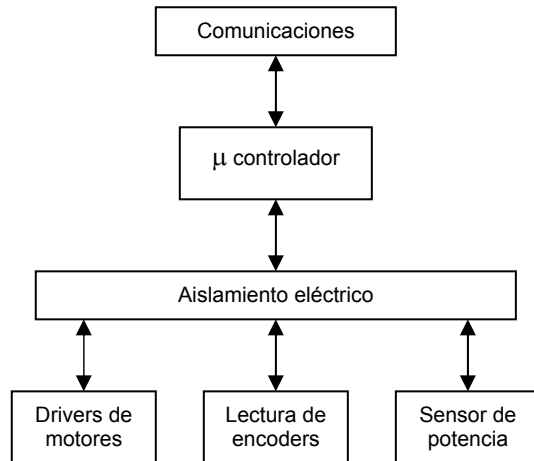 Comunicaciones
μ controlador
Aislamiento eléctrico
Drivers de
motores
Lectura de
encoders
Sensor de
potencia